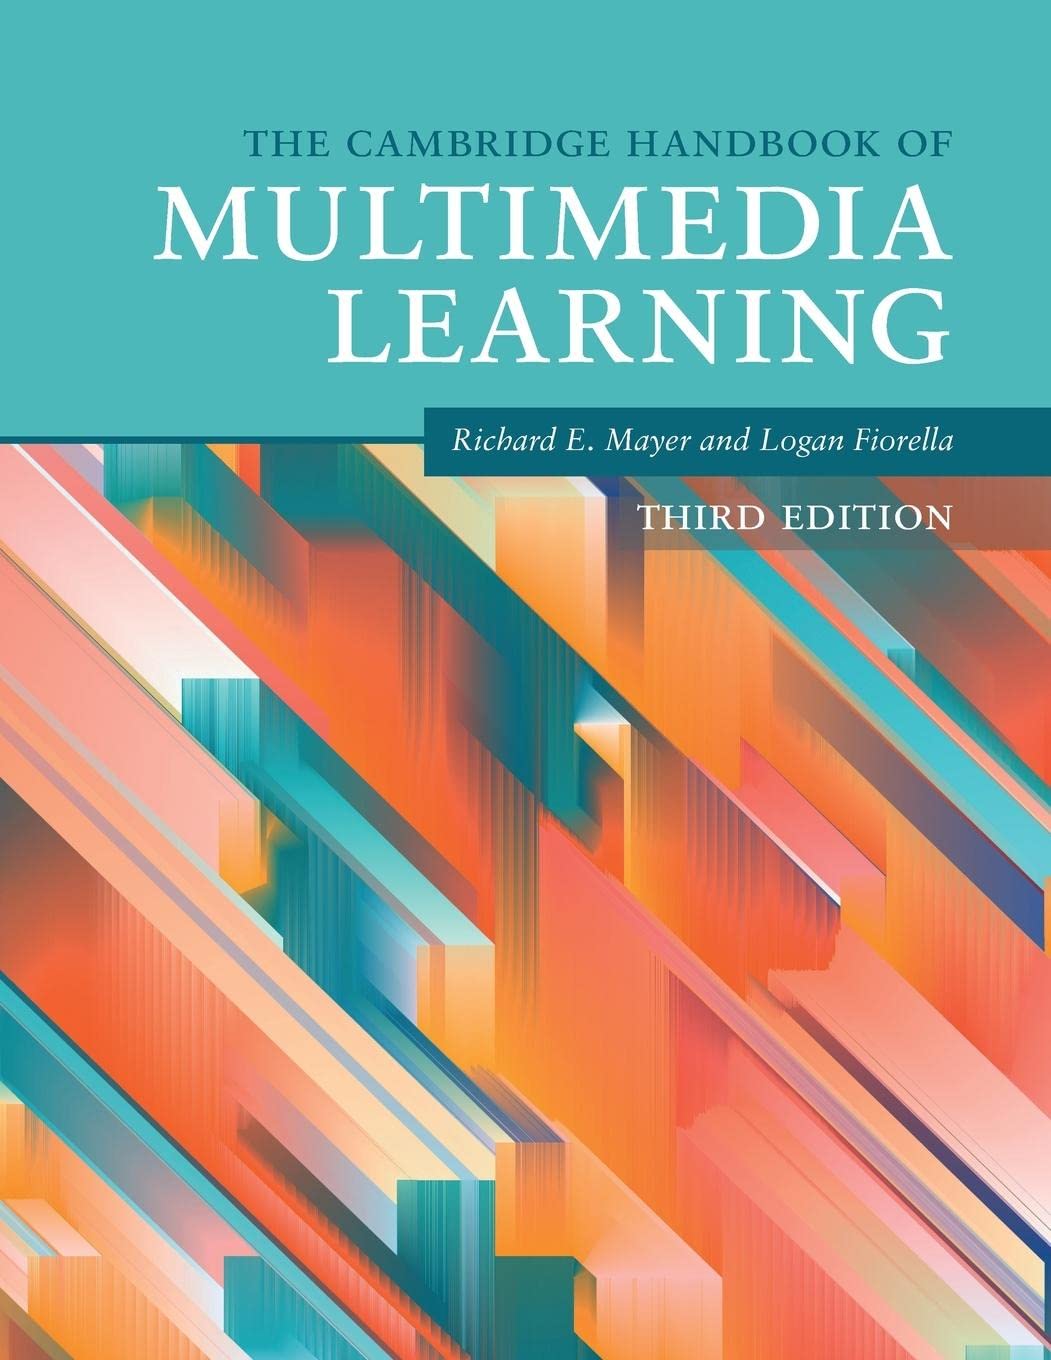 THE CAMBRIDGE HANDBOOK OF
MULTIMEDIA
LEARNING
Richard E. Mayer and Logan Fiorella
THIRD EDITION